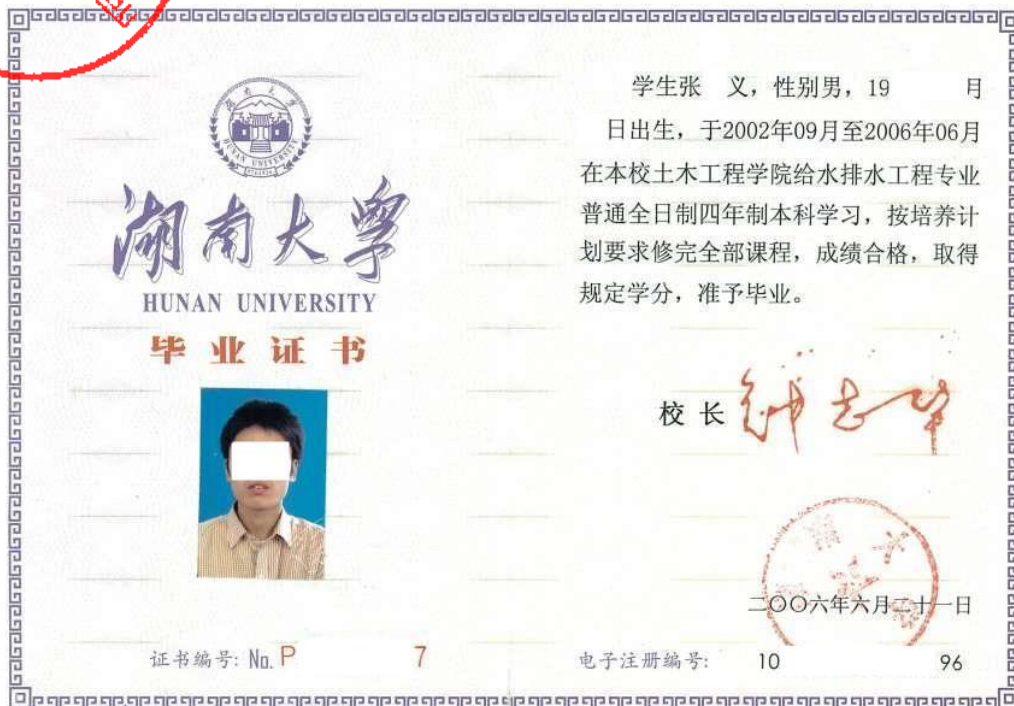 湖南大学
HUNAN UNIVERSITY
毕业证书
证书编号: No. P 7
学生张 义，性别男，19 月
日出生，于2002年09月至2006年06月
在本校土木工程学院给水排水工程专业
普通全日制四年制本科学习，按培养计
划要求修完全部课程，成绩合格，取得
规定学分，准予毕业。
校长
二〇〇六年六月二十一日
电子注册编号: 10 96